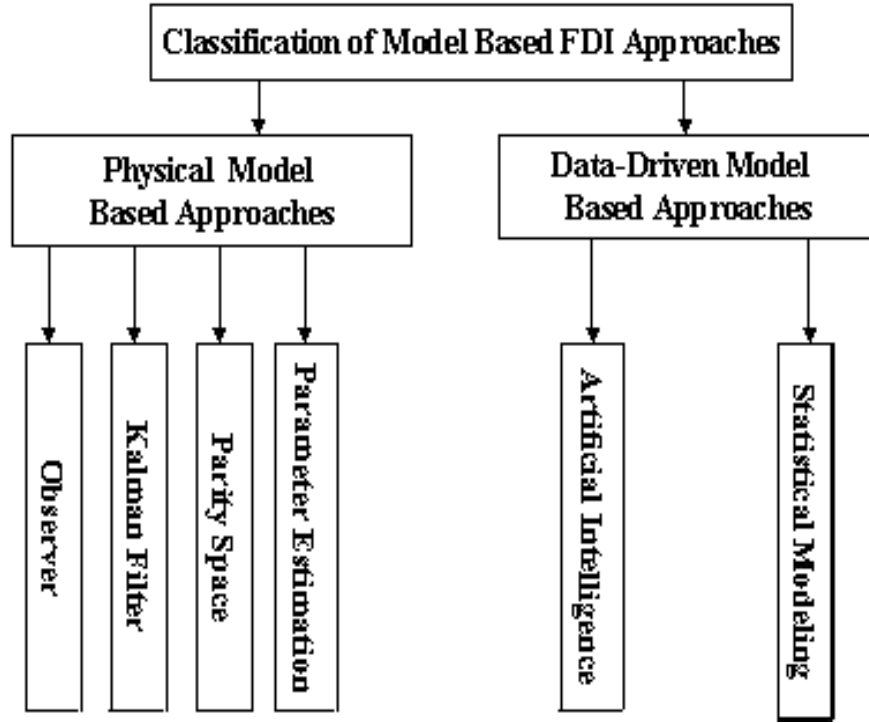 Classification of Model Based FDI Approaches
Physical Model
Based Approaches
Data-Driven Model
Based Approaches
Observer
Kalman Filter
Parity Space
Parameter Estimation
Artificial Intelligence
Statistical Modeling